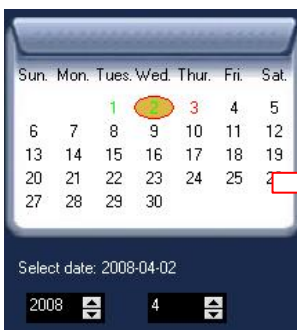 Sun. Mon. Tues. Wed. Thur. Fri. Sat.
1 2 3 4 5
6 7 8 9 10 11 12
13 14 15 16 17 18 19
20 21 22 23 24 25
27 28 29 30
Select date: 2008-04-02
2008 4